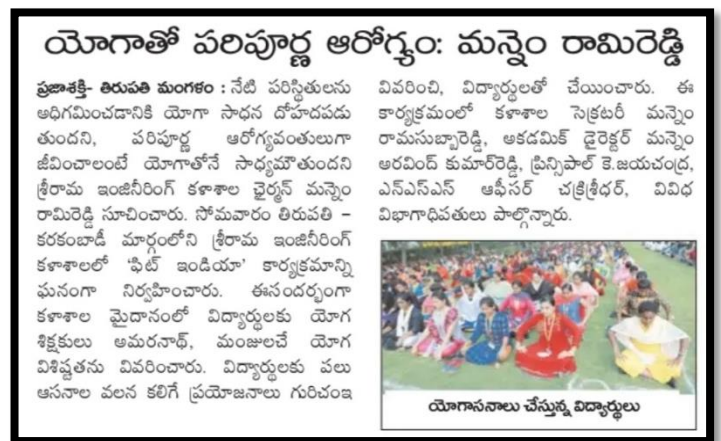 యోగాతో పరిపూర్ణ ఆరోగ్యం: మన్నెం రామిరెడ్డి
ప్రజాశక్తి- తిరుపతి మంగళం : నేటి పరిస్థితులను
అధిగమించడానికి యోగా సాధన దోహదపడు
తుందని, పరిపూర్ణ ఆరోగ్యవంతులుగా
జీవించాలంటే యోగాతోనే సాధ్యమౌతుందని
శ్రీరామ ఇంజినీరింగ్ కళాశాల ఛైర్మన్ మన్నెం
రామిరెడ్డి సూచించారు. సోమవారం తిరుపతి –
కరకంబాడీ మార్గంలోని శ్రీరామ ఇంజినీరింగ్
కళాశాలలో ‘ఫిట్ ఇండియా’ కార్యక్రమాన్ని
ఘనంగా నిర్వహించారు. ఈసందర్భంగా
కళాశాల మైదానంలో విద్యార్థులకు యోగ
శిక్షకులు అమరనాథ్, మంజులచే యోగ
విశిష్టతను వివరించారు. విద్యార్థులకు పలు
ఆసనాల వలన కలిగే ప్రయోజనాలు గురించంఇ
వివరించి, విద్యార్థులతో చేయించారు. ఈ
కార్యక్రమంలో కళాశాల సెక్రటరీ మన్నెం
రామసుబ్బారెడ్డి, అకడమిక్ డైరెక్టర్ మన్నెం
అరవింద్ కుమార్‌రెడ్డి, ప్రిన్సిపాల్ కె.జయచంద్ర,
ఎన్ఎస్ఎస్ ఆఫీసర్ చక్రిశ్రీధర్, వివిధ
విభాగాధిపతులు పాల్గొన్నారు.
యోగాసనాలు చేస్తున్న విద్యార్థులు